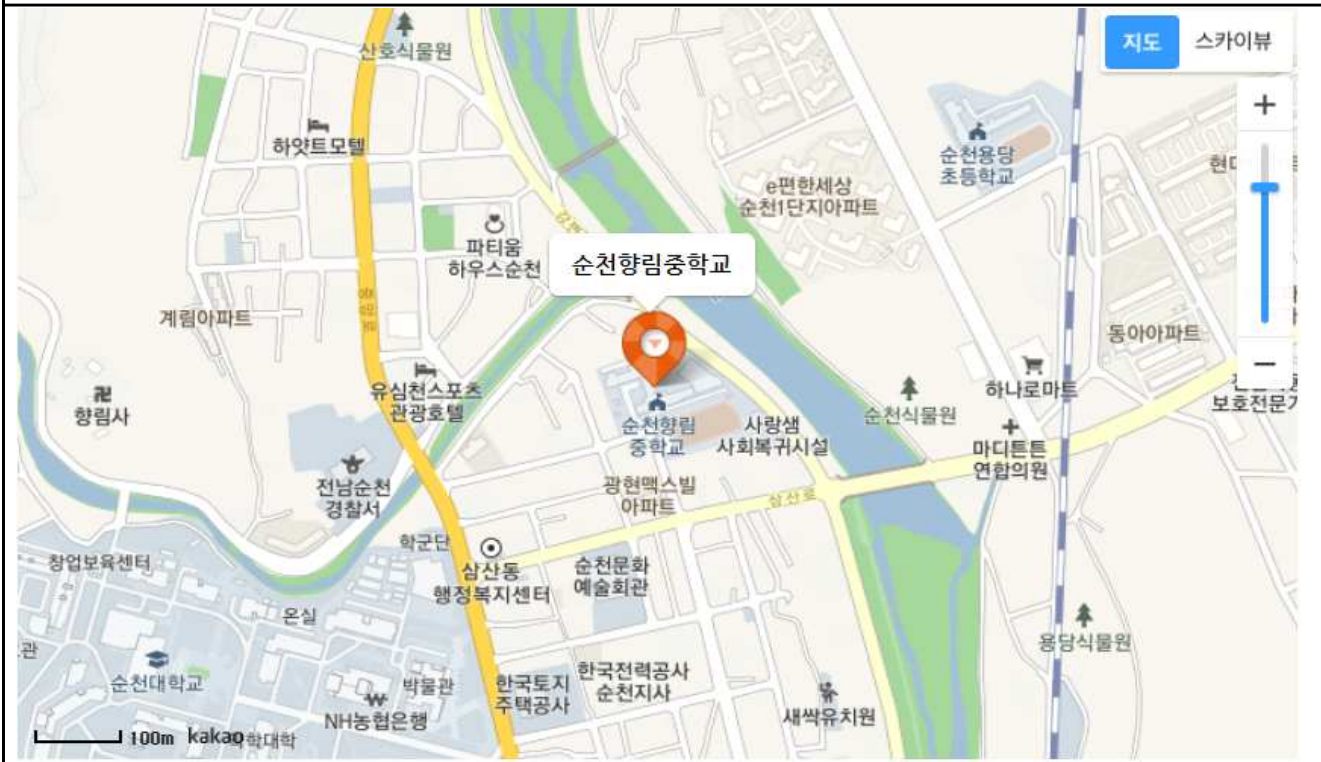 산호식물원
지도
스카이뷰
하얏트모텔
순천용당
초등학교
e편한세상
순천1단지아파트
파티움
하우스순천
순천향림중학교
계림아파트
동아아파트
향림사
유심천스포츠
관광호텔
하나로마트
순천식물원
보호전문가
순천향림
중학교
사랑샘
사회복귀시설
마디튼튼
연합의원
전남순천
경찰서
광현맥스빌
아파트
삼산로
학군단
삼산동
행정복지센터
순천문화
예술회관
창업보육센터
온실
용당식물원
관
순천대학교
박물관
한국토지
주택공사
한국전력공사
순천지사
NH농협은행
새싹유치원
100m kakao
학대학